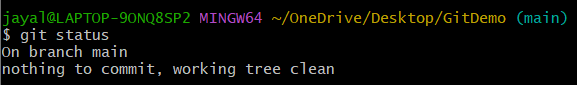 jayal@LAPTOP-9ONQ8SP2 MINGW64 ~/OneDrive/Desktop/GitDemo (main)
$ git status
On branch main
nothing to commit, working tree clean